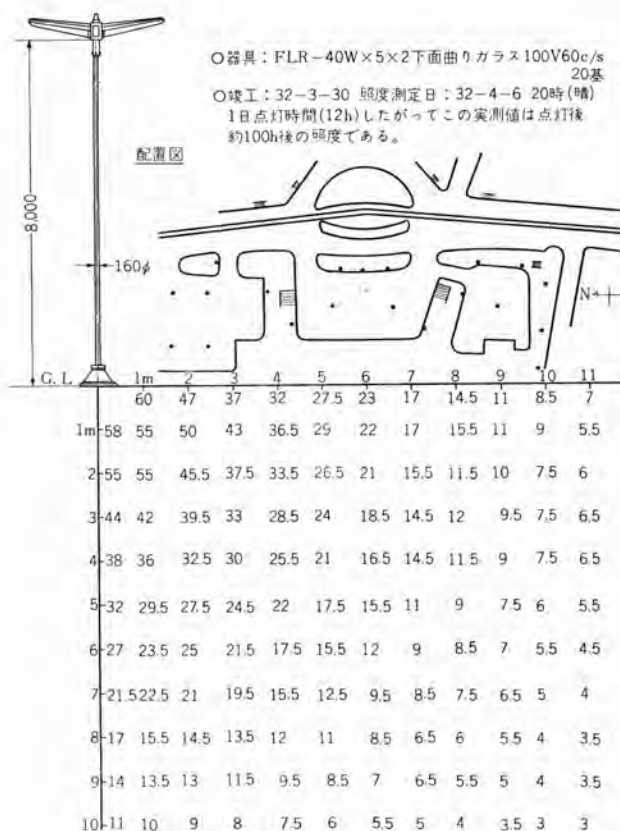 ○器具：FLR−40W×5×2下面曲りガラス100V60c/s
20基
○竣工：32−3−30 照度測定日：32−4−6 20時(晴)
1日点灯時間(12h)したがってこの実測値は点灯後
約100h後の照度である。
配置図
8,000
160φ
N
G.L 1m 2 3 4 5 6 7 8 9 10 11
60 47 37 32 27.5 23 17 14.5 11 8.5 7
1m 58 55 50 43 36.5 29 22 17 15.5 11 9 5.5
2 55 55 45.5 37.5 33.5 26.5 21 15.5 11.5 10 7.5 6
3 44 42 39.5 33 28.5 24 18.5 14.5 12 9.5 7.5 6.5
4 38 36 32.5 30 25.5 21 16.5 14.5 11.5 9 7.5 6.5
5 32 29.5 27.5 24.5 22 17.5 15.5 11 9 7.5 6 5.5
6 27 23.5 25 21.5 17.5 15.5 12 9 8.5 7 5.5 4.5
7 21.5 22.5 21 19.5 15.5 12.5 9.5 8.5 7.5 6.5 5 4
8 17 15.5 14.5 13.5 12 11 8.5 6.5 6 5.5 4 3.5
9 14 13.5 13 11.5 9.5 8.5 7 6.5 5.5 5 4 3.5
10 11 10 9 8 7.5 6 5.5 5 4 3.5 3 3